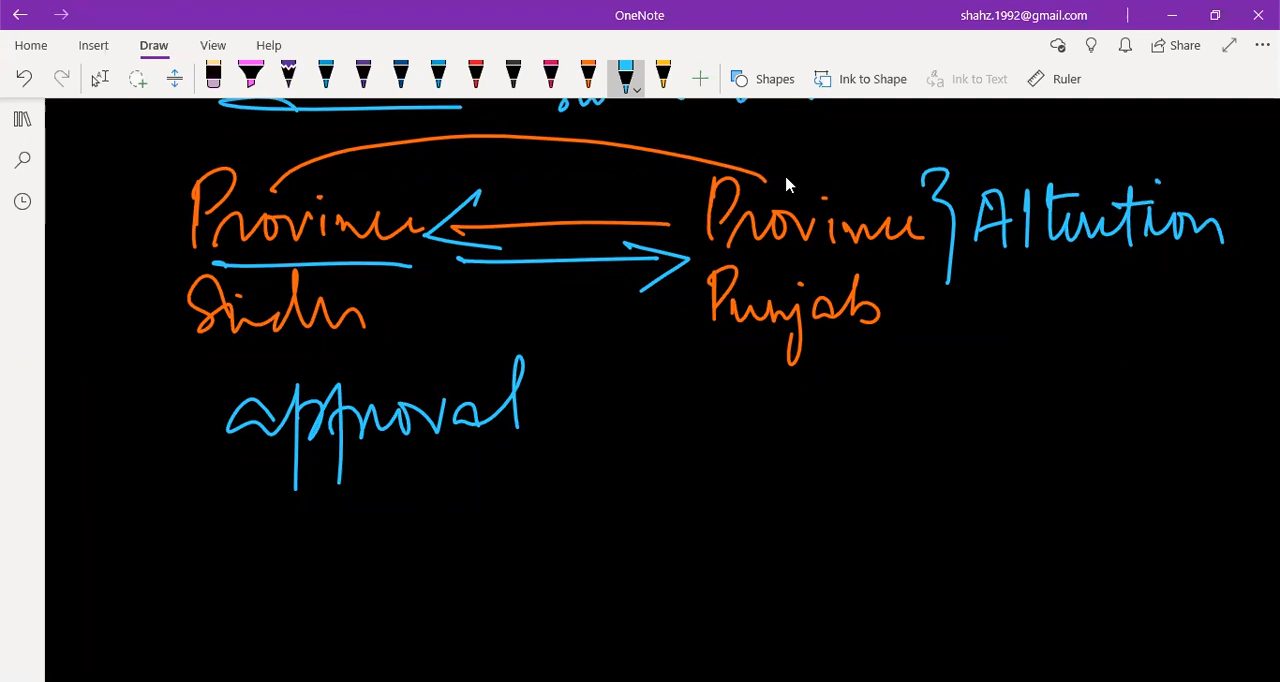 OneNote
shahz.1992@gmail.com
Home Insert Draw View Help
Share
Shapes Ink to Shape Ink to Text Ruler
Province Province } Altertion
Sindh Punjab
approval